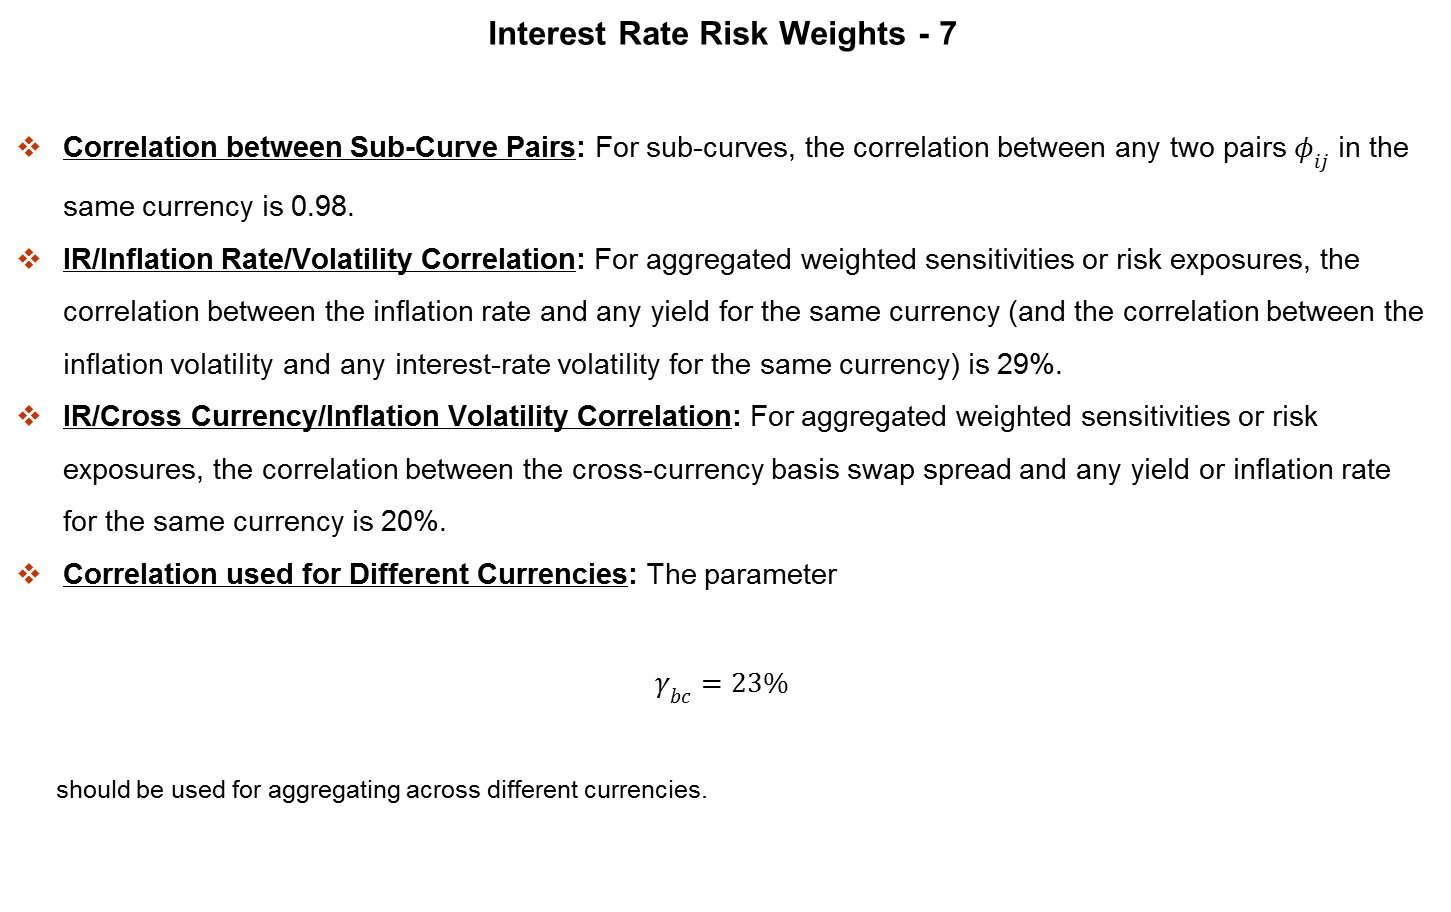 Interest Rate Risk Weights - 7
❖ Correlation between Sub-Curve Pairs: For sub-curves, the correlation between any two pairs ϕ_ij in the
same currency is 0.98.
❖ IR/Inflation Rate/Volatility Correlation: For aggregated weighted sensitivities or risk exposures, the
correlation between the inflation rate and any yield for the same currency (and the correlation between the
inflation volatility and any interest-rate volatility for the same currency) is 29%.
❖ IR/Cross Currency/Inflation Volatility Correlation: For aggregated weighted sensitivities or risk
exposures, the correlation between the cross-currency basis swap spread and any yield or inflation rate
for the same currency is 20%.
❖ Correlation used for Different Currencies: The parameter
γ_bc = 23%
should be used for aggregating across different currencies.